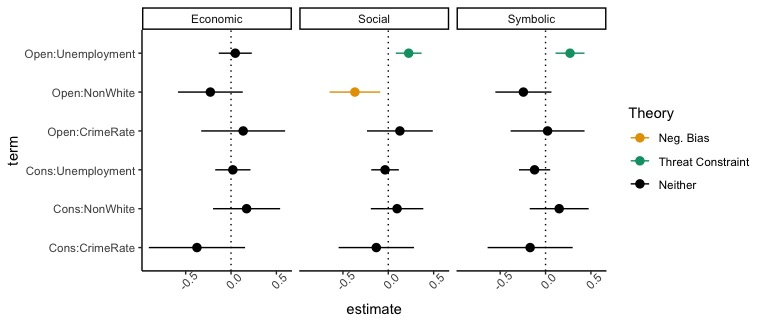 Economic Social Symbolic
Open:Unemployment
Open:NonWhite
Open:CrimeRate
Cons:Unemployment
Cons:NonWhite
Cons:CrimeRate
term
-0.5 0.0 0.5 -0.5 0.0 0.5 -0.5 0.0 0.5
estimate
Theory
Neg. Bias
Threat Constraint
Neither